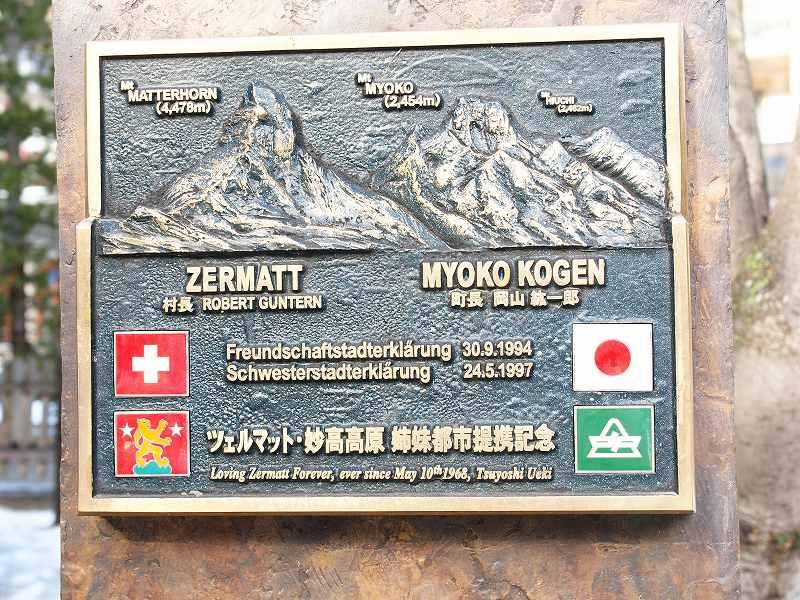 Mt MATTERHORN
(4,478m)
Mt MYOKO
(2,454m)
Mt HIUCHI
(2,462m)
ZERMATT
村長 ROBERT GUNTERN
MYOKO KOGEN
町長 岡山 紘一郎
Freundschaftstadterklárung 30.9.1994
Schwesterstadterklárung 24.5.1997
ツェルマット・妙高高原 姉妹都市提携記念
Loving Zermatt Forever, ever since May 10th 1968, Tsuyoshi Ueki